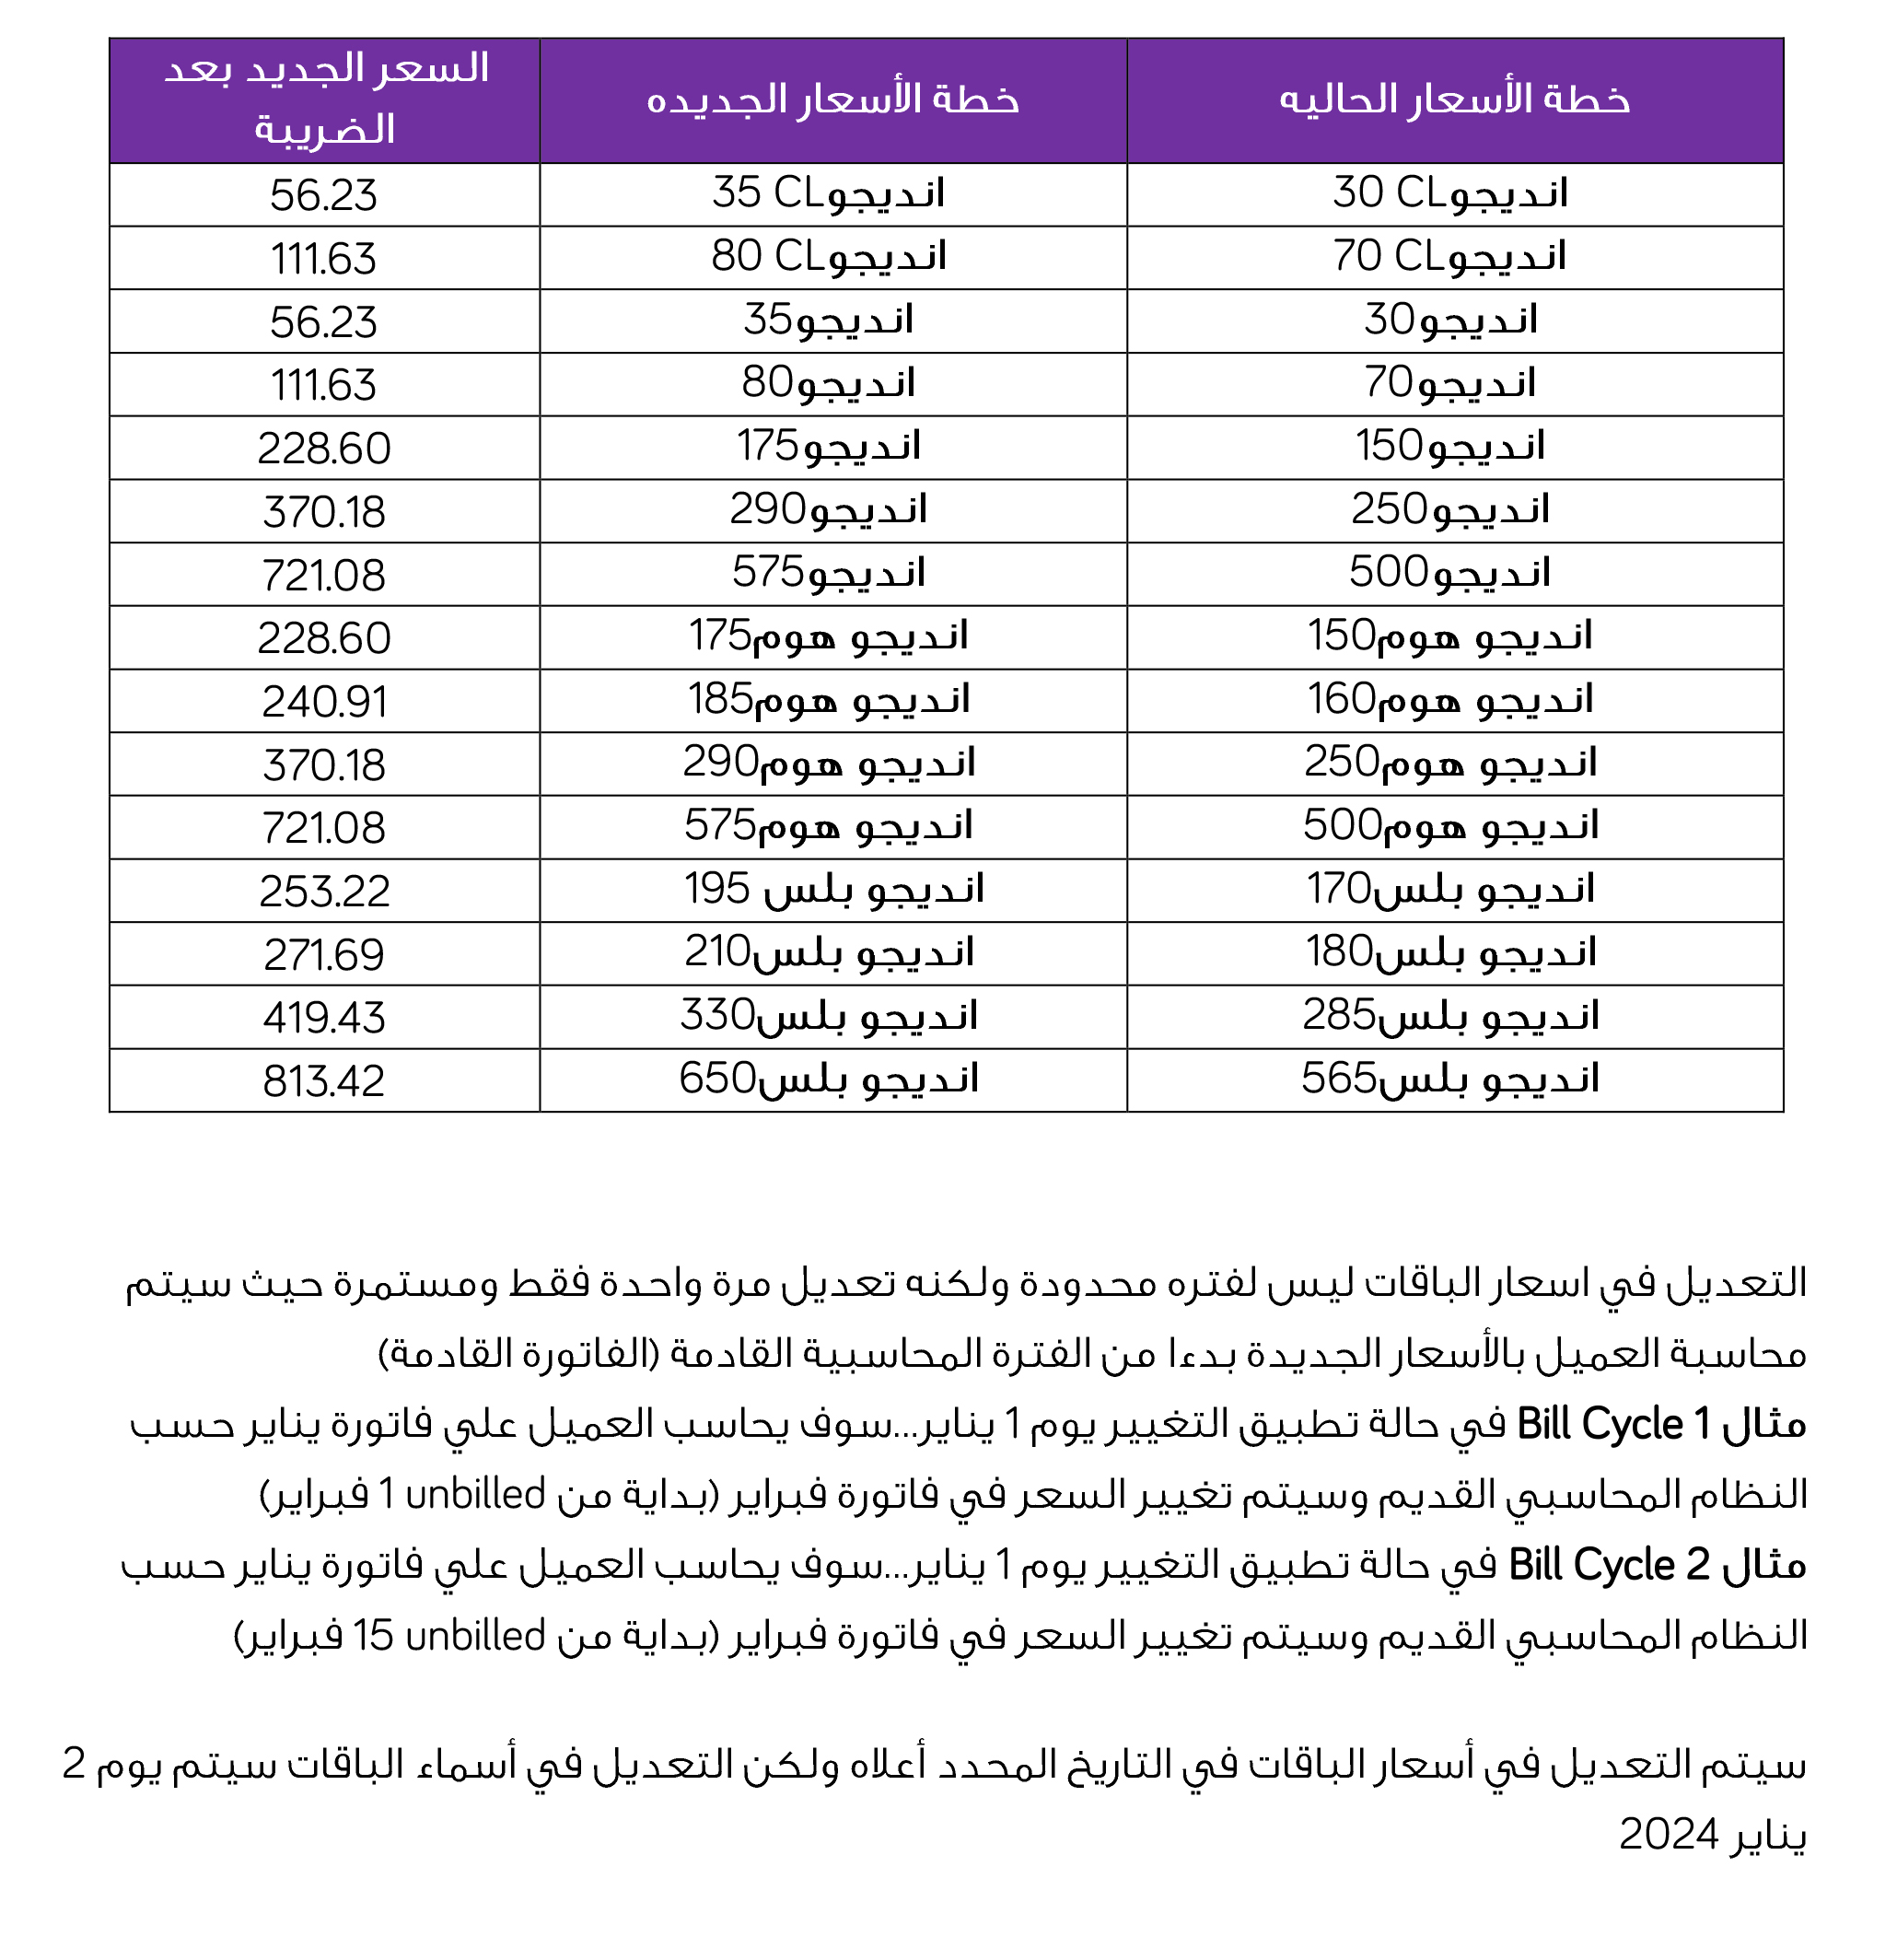 خطة الأسعار الحاليه	خطة الأسعار الجديده	السعر الجديد بعد الضريبة
انديجو30 CL	انديجو35 CL	56.23
انديجو70 CL	انديجو80 CL	111.63
انديجو30	انديجو35	56.23
انديجو70	انديجو80	111.63
انديجو150	انديجو175	228.60
انديجو250	انديجو290	370.18
انديجو500	انديجو575	721.08
انديجو هوم150	انديجو هوم175	228.60
انديجو هوم160	انديجو هوم185	240.91
انديجو هوم250	انديجو هوم290	370.18
انديجو هوم500	انديجو هوم575	721.08
انديجو بلس170	انديجو بلس 195	253.22
انديجو بلس180	انديجو بلس210	271.69
انديجو بلس285	انديجو بلس330	419.43
انديجو بلس565	انديجو بلس650	813.42
التعديل في اسعار الباقات ليس لفتره محدودة ولكنه تعديل مرة واحدة فقط ومستمرة حيث سيتم
محاسبة العميل بالأسعار الجديدة بدءا من الفترة المحاسبية القادمة (الفاتورة القادمة)
مثال Bill Cycle 1 في حالة تطبيق التغيير يوم 1 يناير...سوف يحاسب العميل علي فاتورة يناير حسب
النظام المحاسبي القديم وسيتم تغيير السعر في فاتورة فبراير (بداية من unbilled 1 فبراير)
مثال Bill Cycle 2 في حالة تطبيق التغيير يوم 1 يناير...سوف يحاسب العميل علي فاتورة يناير حسب
النظام المحاسبي القديم وسيتم تغيير السعر في فاتورة فبراير (بداية من unbilled 15 فبراير)
سيتم التعديل في أسعار الباقات في التاريخ المحدد أعلاه ولكن التعديل في أسماء الباقات سيتم يوم 2
يناير 2024